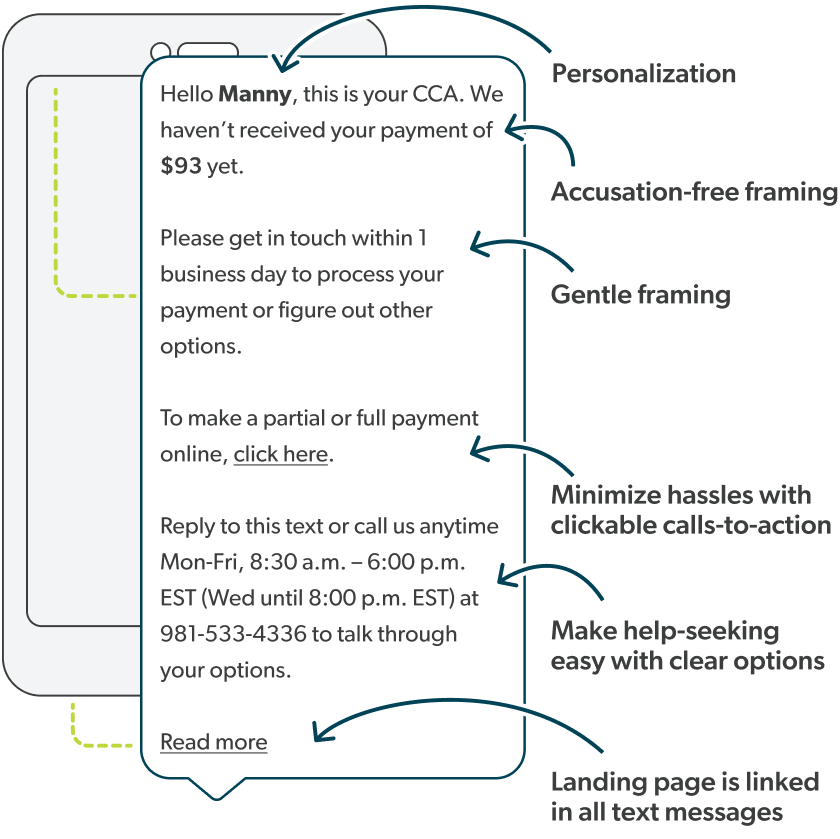 Hello Manny, this is your CCA. We
haven’t received your payment of
$93 yet.
Please get in touch within 1
business day to process your
payment or figure out other
options.
To make a partial or full payment
online, click here.
Reply to this text or call us anytime
Mon-Fri, 8:30 a.m. – 6:00 p.m.
EST (Wed until 8:00 p.m. EST) at
981-533-4336 to talk through
your options.
Read more
Personalization
Accusation-free framing
Gentle framing
Minimize hassles with
clickable calls-to-action
Make help-seeking
easy with clear options
Landing page is linked
in all text messages